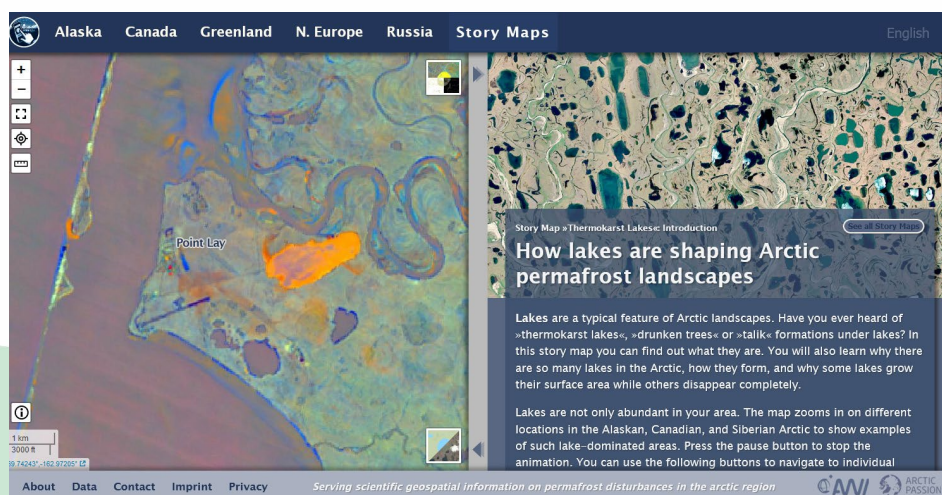 Alaska Canada Greenland N. Europe Russia Story Maps English
+
−
Point Lay
i
1 km
3000 ft
Story Map »Thermokarst Lakes«: Introduction
See all Story Maps
How lakes are shaping Arctic
permafrost landscapes
Lakes are a typical feature of Arctic landscapes. Have you ever heard of
»thermokarst lakes«, »drunken trees« or »talik« formations under lakes? In
this story map you can find out what they are. You will also learn why there
are so many lakes in the Arctic, how they form, and why some lakes grow
their surface area while others disappear completely.
Lakes are not only abundant in your area. The map zooms in on different
locations in the Alaskan, Canadian, and Siberian Arctic to show examples
of such lake–dominated areas. Press the pause button to stop the
animation. You can use the following buttons to navigate to individual
About Data Contact Imprint Privacy
Serving scientific geospatial information on permafrost disturbances in the arctic region
AWI
ARCTIC
PASSION